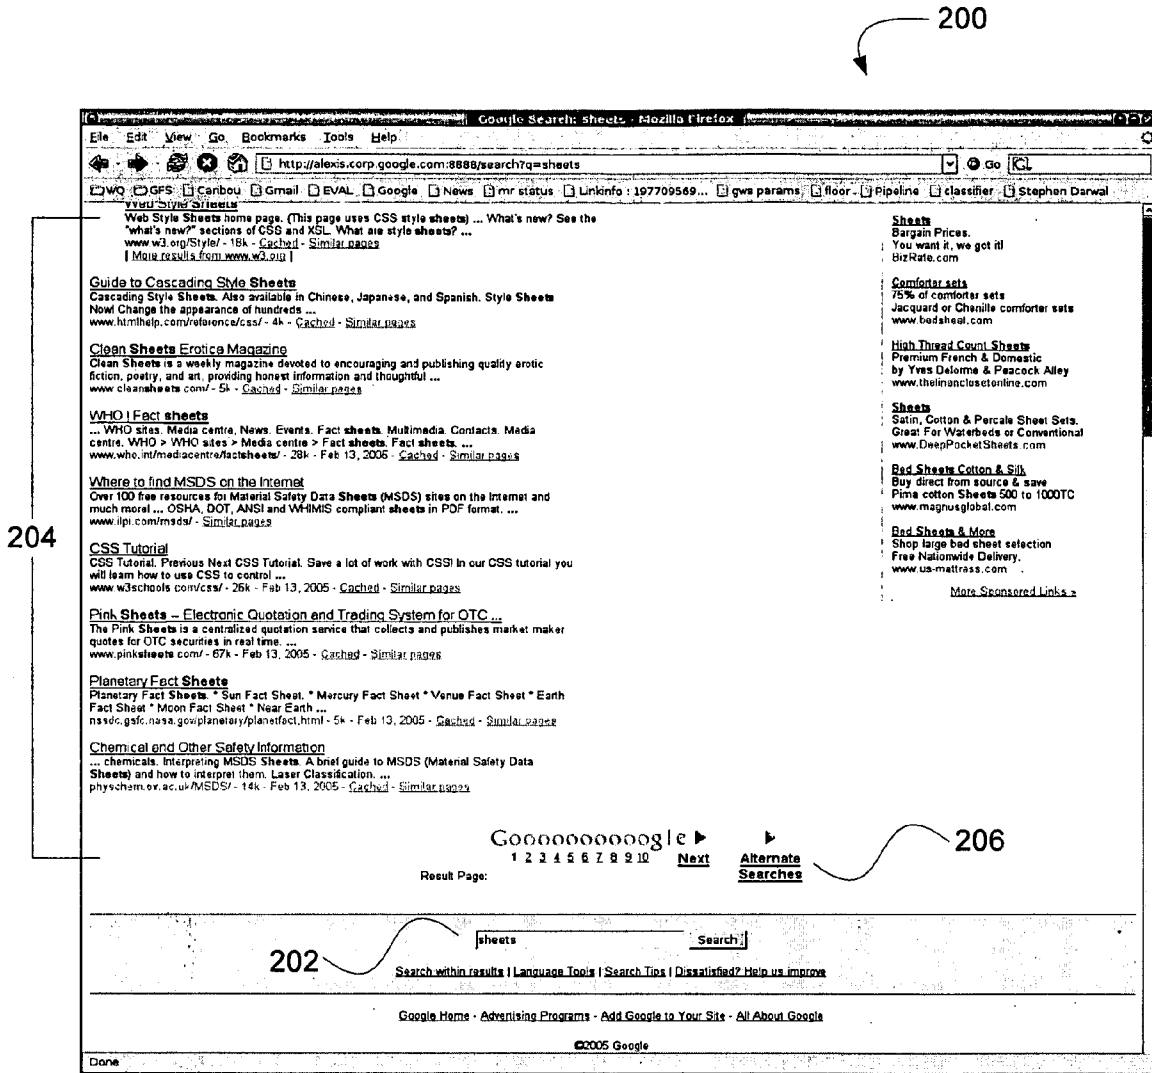 200
Google Search: sheets - Mozilla Firefox
File Edit View Go Bookmarks Tools Help
http://alexis.corp.google.com:8888/search?q=sheets Go
WQ GFS Caribou Gmail EVAL Google News mr status Linkinfo : 197709569... gws params floor Pipeline classifier Stephen Darwal
Web Style Sheets
Web Style Sheets home page. (This page uses CSS style sheets) ... What's new? See the
"what's new?" sections of CSS and XSL. What are style sheets? ...
www.w3.org/Style/ - 18k - Cached - Similar pages
[ More results from www.w3.org ]
Guide to Cascading Style Sheets
Cascading Style Sheets. Also available in Chinese, Japanese, and Spanish. Style Sheets
Now! Change the appearance of hundreds ...
www.htmlhelp.com/reference/css/ - 4k - Cached - Similar pages
Clean Sheets Erotica Magazine
Clean Sheets is a weekly magazine devoted to encouraging and publishing quality erotic
fiction, poetry, and art, providing honest information and thoughtful ...
www.cleansheets.com/ - 5k - Cached - Similar pages
WHO | Fact sheets
... WHO sites. Media centre, News. Events. Fact sheets. Multimedia. Contacts. Media
centre. WHO > WHO sites > Media centre > Fact sheets. Fact sheets. ...
www.who.int/mediacentre/factsheets/ - 28k - Feb 13, 2005 - Cached - Similar pages
Where to find MSDS on the Internet
Over 100 free resources for Material Safety Data Sheets (MSDS) sites on the Internet and
much more! ... OSHA, DOT, ANSI and WHIMIS compliant sheets in PDF format. ...
www.ilpi.com/msds/ - Similar pages
CSS Tutorial
CSS Tutorial. Previous Next CSS Tutorial. Save a lot of work with CSS! In our CSS tutorial you
will learn how to use CSS to control ...
www.w3schools.com/css/ - 26k - Feb 13, 2005 - Cached - Similar pages
Pink Sheets – Electronic Quotation and Trading System for OTC ...
The Pink Sheets is a centralized quotation service that collects and publishes market maker
quotes for OTC securities in real time. ...
www.pinksheets.com/ - 67k - Feb 13, 2005 - Cached - Similar pages
Planetary Fact Sheets
Planetary Fact Sheets. * Sun Fact Sheet. * Mercury Fact Sheet * Venus Fact Sheet * Earth
Fact Sheet * Moon Fact Sheet * Near Earth ...
nssdc.gsfc.nasa.gov/planetary/planetfact.html - 5k - Feb 13, 2005 - Cached - Similar pages
Chemical and Other Safety Information
... chemicals. Interpreting MSDS Sheets. A brief guide to MSDS (Material Safety Data
Sheets) and how to interpret them. Laser Classification. ...
physchem.ox.ac.uk/MSDS/ - 14k - Feb 13, 2005 - Cached - Similar pages
Sheets
Bargain Prices.
You want it, we got it!
BizRate.com
Comforter sets
75% of comforter sets
Jacquard or Chenille comforter sets
www.bedsheet.com
High Thread Count Sheets
Premium French & Domestic
by Yves Delorme & Peacock Alley
www.thelinenclosetonline.com
Sheets
Satin, Cotton & Percale Sheet Sets.
Great For Waterbeds or Conventional
www.DeepPocketSheets.com
Bed Sheets Cotton & Silk
Buy direct from source & save
Pima cotton Sheets 500 to 1000TC
www.magnusglobal.com
Bed Sheets & More
Shop large bed sheet selection
Free Nationwide Delivery.
www.us-mattress.com
More Sponsored Links »
204
Goooooooooogle
1 2 3 4 5 6 7 8 9 10 Next
Alternate
Searches
Result Page:
206
202
sheets Search
Search within results | Language Tools | Search Tips | Dissatisfied? Help us improve
Google Home - Advertising Programs - Add Google to Your Site - All About Google
©2005 Google
Done